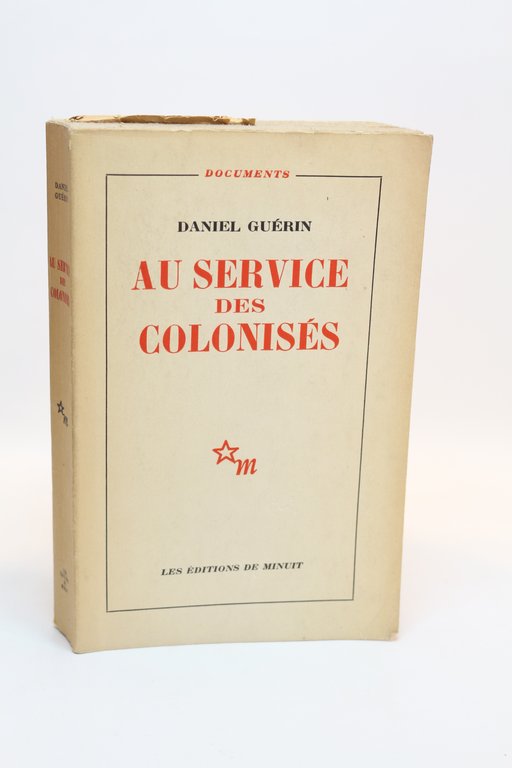 DOCUMENTS
DANIEL GUÉRIN
AU SERVICE
DES
COLONISÉS
m
LES ÉDITIONS DE MINUIT
DANIEL
GUÉRIN
AU SERVICE
DES
COLONISÉS
m